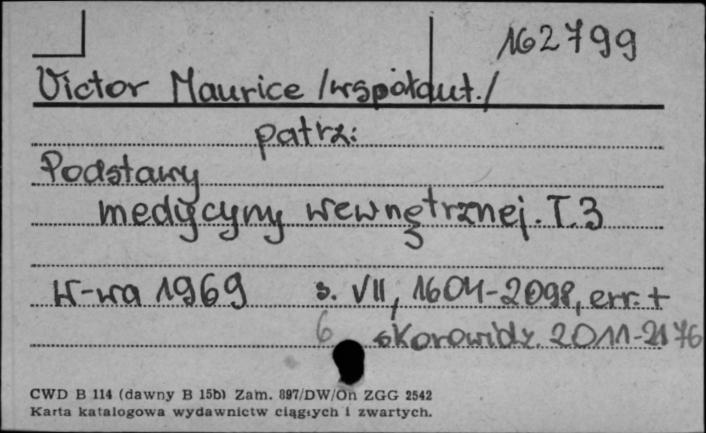 162799
Victor Maurice /współaut./
patrz:
Podstawy
medycyny wewnętrznej. T. 3
W-wa 1969 s. VII, 1604-2098, err. +
6 skorowidz. 2011-2176
CWD B 114 (dawny B 15b) Zam. 897/DW/On ZGG 2542
Karta katalogowa wydawnictw ciągłych i zwartych.